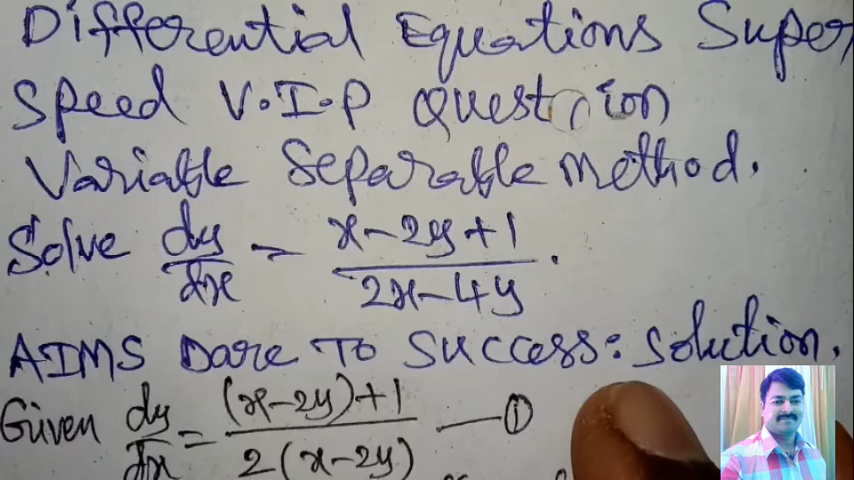 Differential Equations Super
Speed V.I.P Question
Variable Separable Method.
Solve dy/dx = (x-2y+1)/(2x-4y).
AIMS Dare To Success: Solution.
Given dy/dx = ((x-2y)+1)/(2(x-2y)) —①